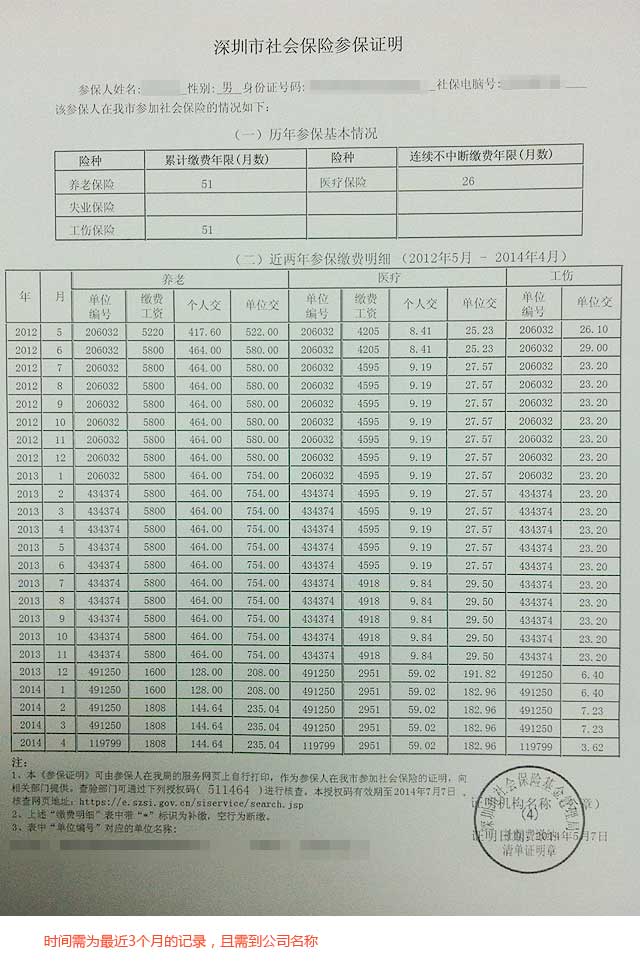 深圳市社会保险参保证明
参保人姓名: 性别: 男 身份证号码: 社保电脑号:
该参保人在我市参加社会保险的情况如下:
（一）历年参保基本情况
险种 累计缴费年限(月数) 险种 连续不中断缴费年限(月数)
养老保险 51 医疗保险 26
失业保险
工伤保险 51
（二）近两年参保缴费明细 （2012年5月 - 2014年4月）
年 月 养老 医疗 工伤
单位编号 缴费工资 个人交 单位交 单位编号 缴费工资 个人交 单位交 单位编号 单位交
2012 5 206032 5220 417.60 522.00 206032 4205 8.41 25.23 206032 26.10
2012 6 206032 5800 464.00 580.00 206032 4205 8.41 25.23 206032 29.00
2012 7 206032 5800 464.00 580.00 206032 4595 9.19 27.57 206032 23.20
2012 8 206032 5800 464.00 580.00 206032 4595 9.19 27.57 206032 23.20
2012 9 206032 5800 464.00 580.00 206032 4595 9.19 27.57 206032 23.20
2012 10 206032 5800 464.00 580.00 206032 4595 9.19 27.57 206032 23.20
2012 11 206032 5800 464.00 580.00 206032 4595 9.19 27.57 206032 23.20
2012 12 206032 5800 464.00 580.00 206032 4595 9.19 27.57 206032 23.20
2013 1 206032 5800 464.00 754.00 206032 4595 9.19 27.57 206032 23.20
2013 2 434374 5800 464.00 754.00 434374 4595 9.19 27.57 434374 23.20
2013 3 434374 5800 464.00 754.00 434374 4595 9.19 27.57 434374 23.20
2013 4 434374 5800 464.00 754.00 434374 4595 9.19 27.57 434374 23.20
2013 5 434374 5800 464.00 754.00 434374 4595 9.19 27.57 434374 23.20
2013 6 434374 5800 464.00 754.00 434374 4595 9.19 27.57 434374 23.20
2013 7 434374 5800 464.00 754.00 434374 4918 9.84 29.50 434374 23.20
2013 8 434374 5800 464.00 754.00 434374 4918 9.84 29.50 434374 23.20
2013 9 434374 5800 464.00 754.00 434374 4918 9.84 29.50 434374 23.20
2013 10 434374 5800 464.00 754.00 434374 4918 9.84 29.50 434374 23.20
2013 11 434374 5800 464.00 754.00 434374 4918 9.84 29.50 434374 23.20
2013 12 491250 1600 128.00 208.00 491250 2951 59.02 191.82 491250 6.40
2014 1 491250 1600 128.00 208.00 491250 2951 59.02 182.96 491250 6.40
2014 2 491250 1808 144.64 235.04 491250 2951 59.02 182.96 491250 7.23
2014 3 491250 1808 144.64 235.04 491250 2951 59.02 182.96 491250 7.23
2014 4 119799 1808 144.64 235.04 119799 2951 59.02 182.96 119799 3.62
注:
1、本《参保证明》可由参保人在我局的服务网页上自行打印，作为参保人在我市参加社会保险的证明，向
相关部门提供。查验部门可通过下列授权码( 511464 )进行核查。本授权码有效期至2014年7月7。
核查网页地址: https://e.szsi.gov.cn/siservice/search.jsp
2、上述“缴费明细”表中带“*”标识为补缴，空行为断缴。
3、表中“单位编号”对应的单位名称:
深圳市社会保险基金管理局
证明机构名称（盖章）
(4)
证明日期:2014年5月7日
清单证明章
时间需为最近3个月的记录，且需到公司名称